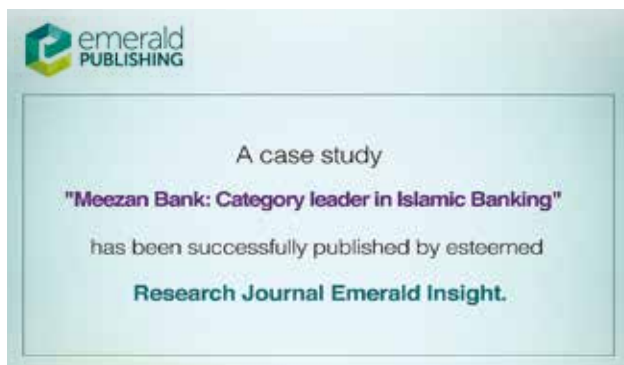 emerald
PUBLISHING
A case study
"Meezan Bank: Category leader in Islamic Banking"
has been successfully published by esteemed
Research Journal Emerald Insight.